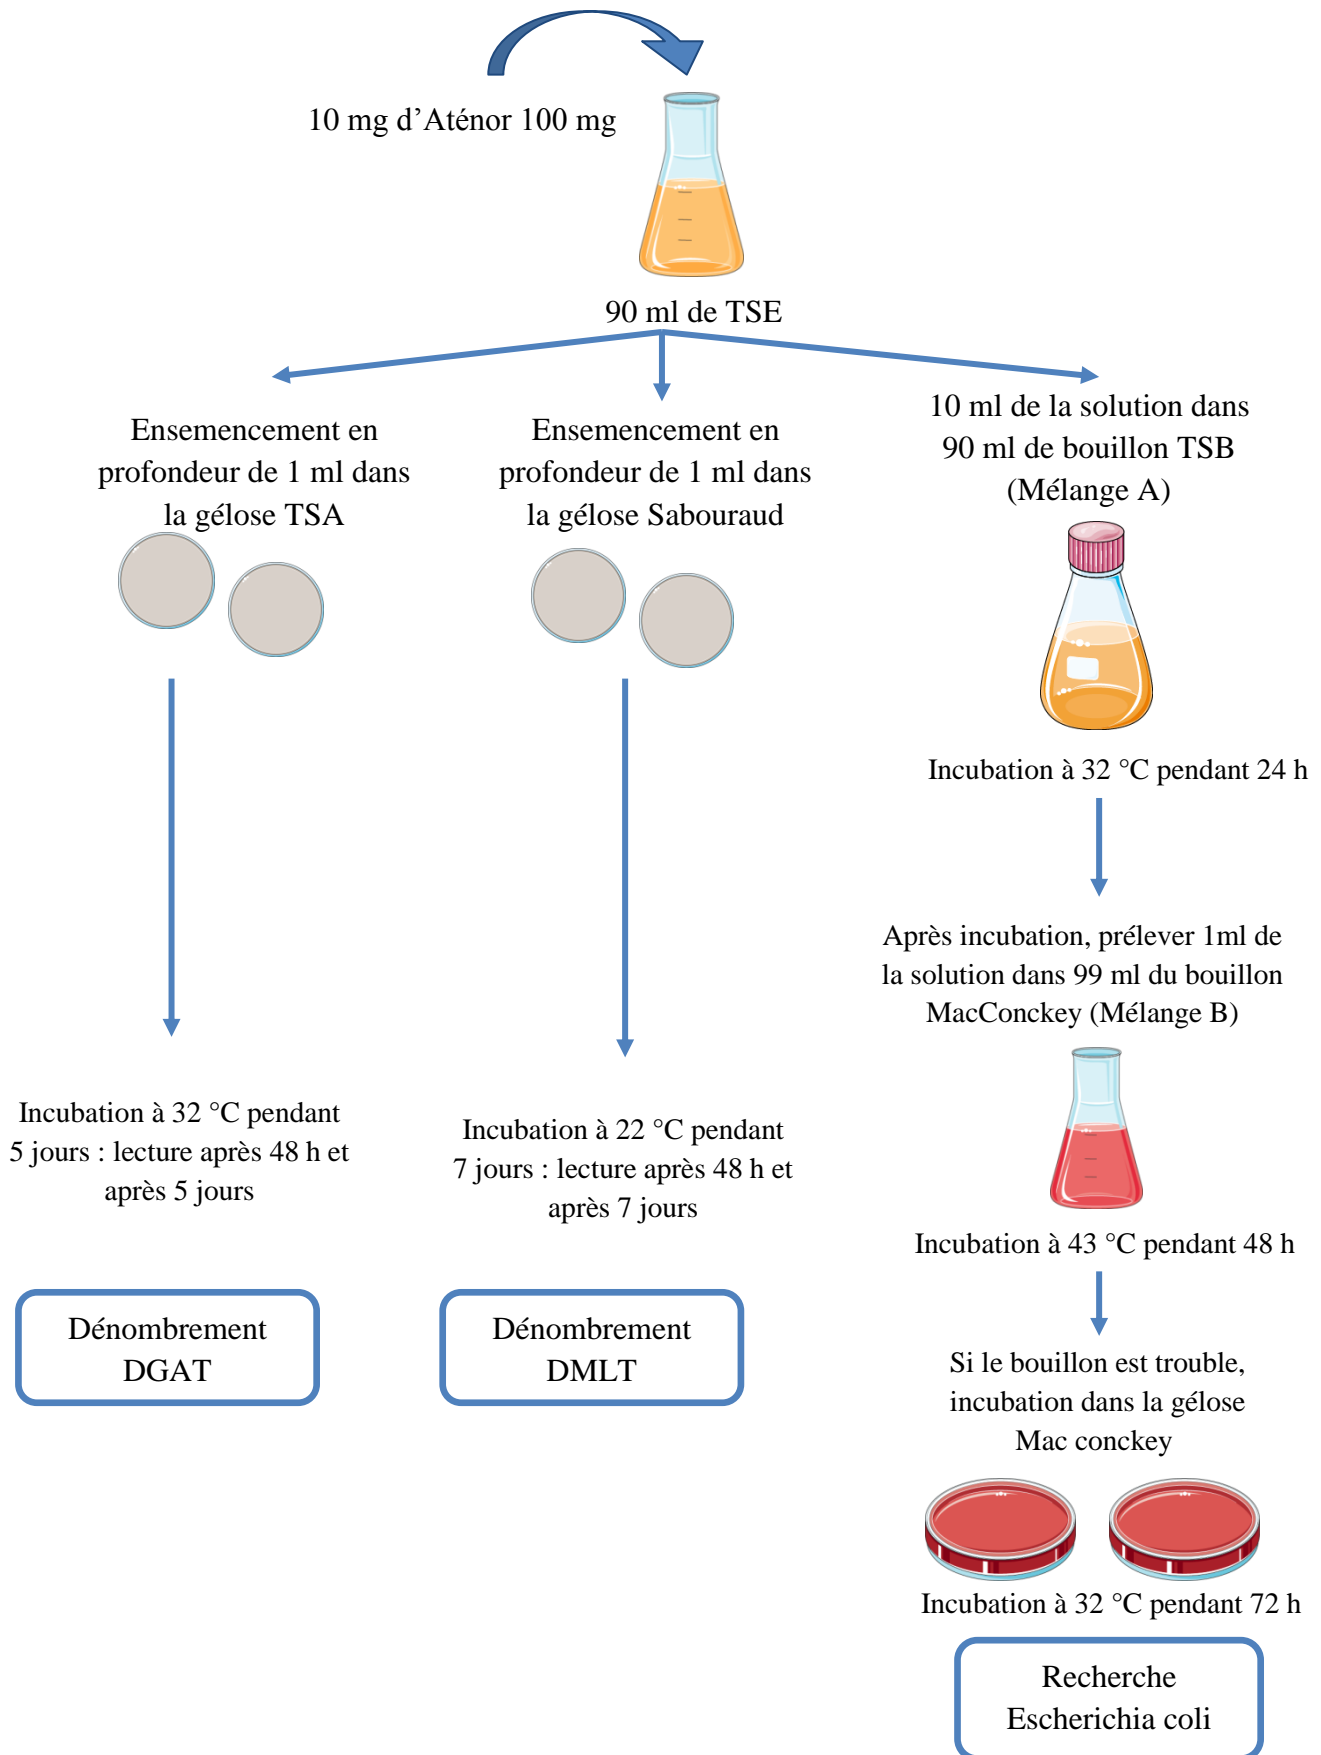 10 mg d’Aténor 100 mg
90 ml de TSE
Ensemencement en
profondeur de 1 ml dans
la gélose TSA
Incubation à 32 °C pendant
5 jours : lecture après 48 h et
après 5 jours
Dénombrement
DGAT
Ensemencement en
profondeur de 1 ml dans
la gélose Sabouraud
Incubation à 22 °C pendant
7 jours : lecture après 48 h et
après 7 jours
Dénombrement
DMLT
10 ml de la solution dans
90 ml de bouillon TSB
(Mélange A)
Incubation à 32 °C pendant 24 h
Après incubation, prélever 1ml de
la solution dans 99 ml du bouillon
MacConckey (Mélange B)
Incubation à 43 °C pendant 48 h
Si le bouillon est trouble,
incubation dans la gélose
Mac conckey
Incubation à 32 °C pendant 72 h
Recherche
Escherichia coli